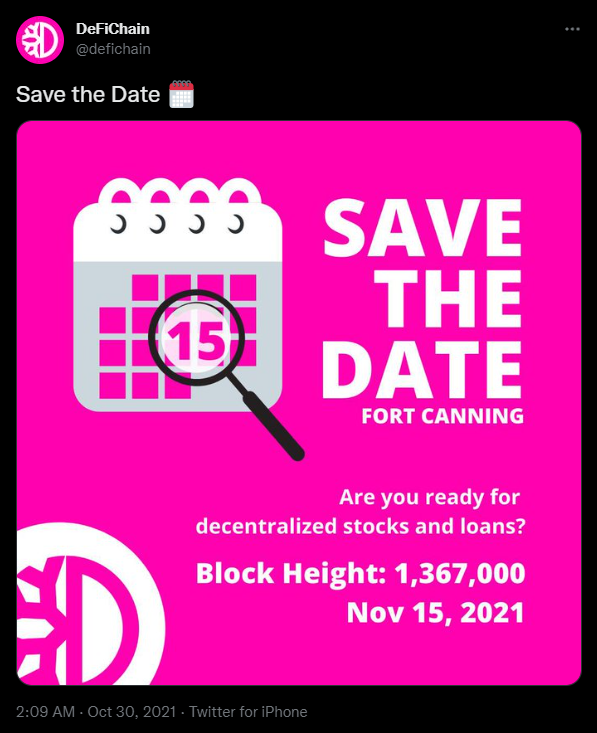 DeFiChain
@defichain
Save the Date
15
SAVE
THE
DATE
FORT CANNING
Are you ready for
decentralized stocks and loans?
Block Height: 1,367,000
Nov 15, 2021
2:09 AM · Oct 30, 2021 · Twitter for iPhone